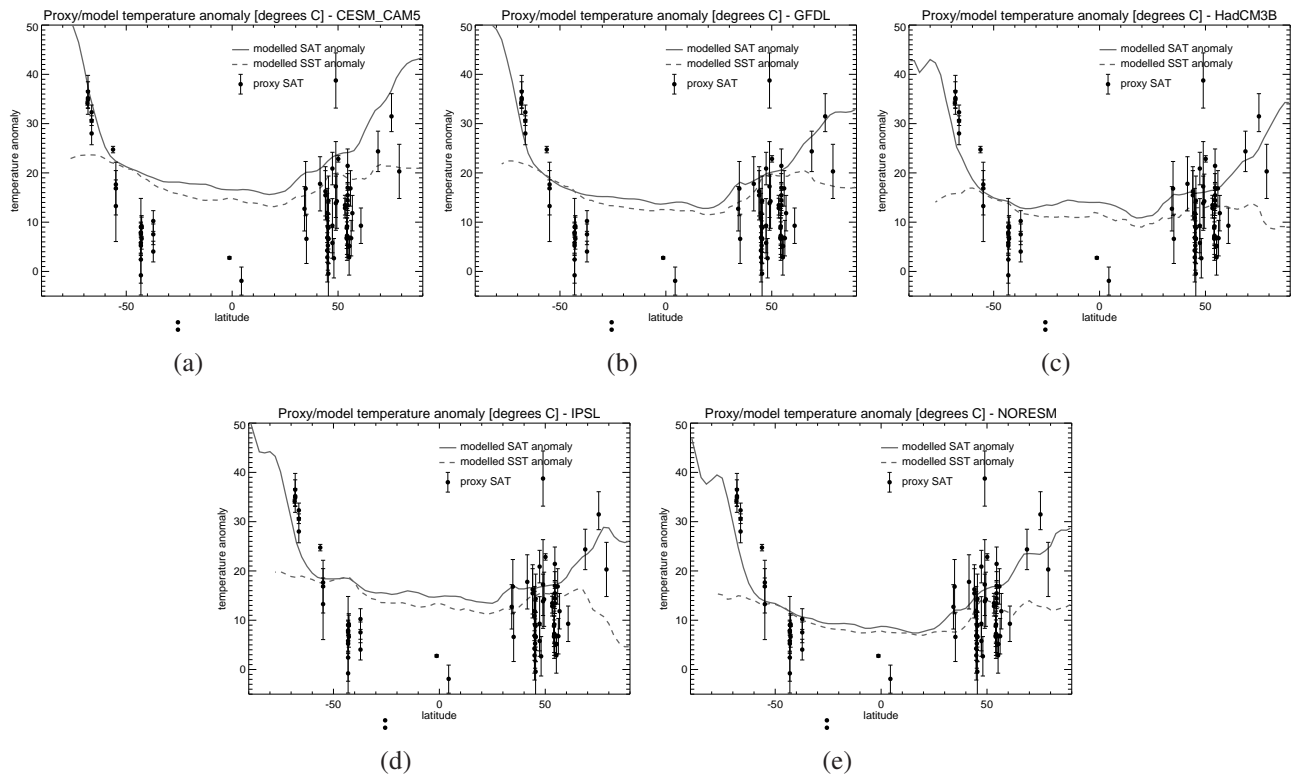 Proxy/model temperature anomaly [degrees C] - CESM_CAM5
50
40
30
20
10
0
temperature anomaly
modelled SAT anomaly
modelled SST anomaly
proxy SAT
-50
0
50
latitude
(a)
Proxy/model temperature anomaly [degrees C] - GFDL
50
40
30
20
10
0
temperature anomaly
modelled SAT anomaly
modelled SST anomaly
proxy SAT
-50
0
50
latitude
(b)
Proxy/model temperature anomaly [degrees C] - HadCM3B
50
40
30
20
10
0
temperature anomaly
modelled SAT anomaly
modelled SST anomaly
proxy SAT
-50
0
50
latitude
(c)
Proxy/model temperature anomaly [degrees C] - IPSL
50
40
30
20
10
0
temperature anomaly
modelled SAT anomaly
modelled SST anomaly
proxy SAT
-50
0
50
latitude
(d)
Proxy/model temperature anomaly [degrees C] - NORESM
50
40
30
20
10
0
temperature anomaly
modelled SAT anomaly
modelled SST anomaly
proxy SAT
-50
0
50
latitude
(e)